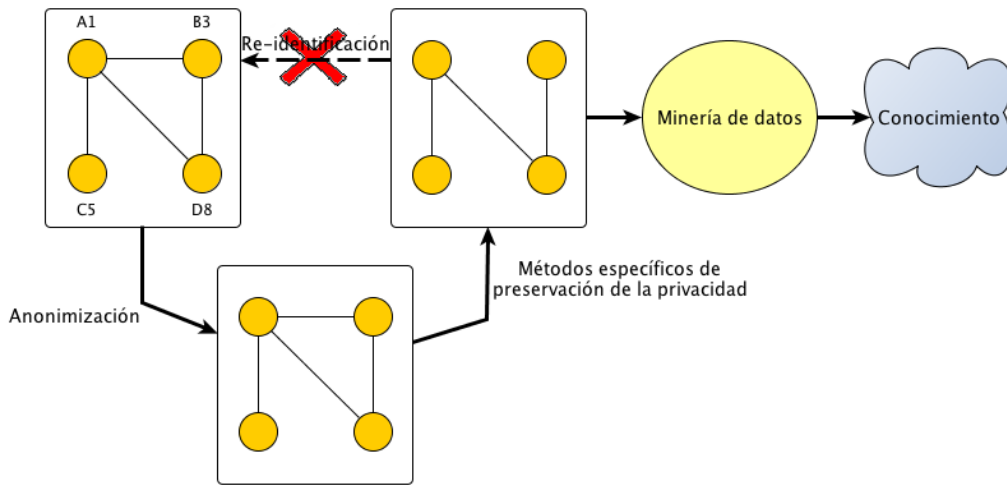 A1
B3
Re-identificación
C5
D8
Minería de datos
Conocimiento
Anonimización
Métodos específicos de
preservación de la privacidad